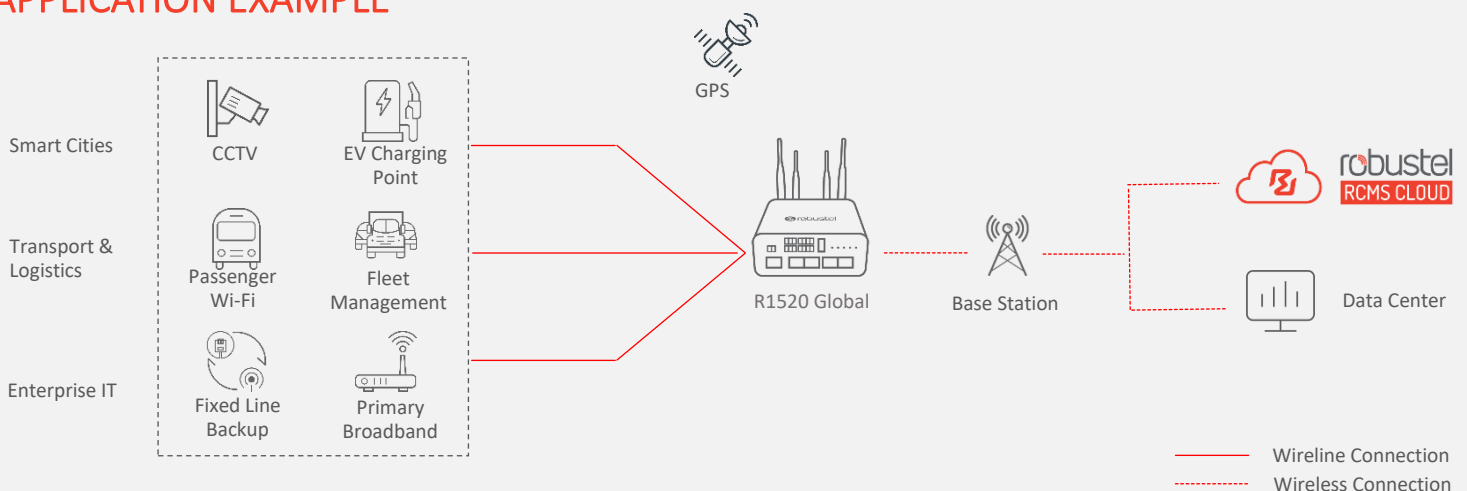 APPLICATION EXAMPLE
GPS
Smart Cities
CCTV
EV Charging
Point
Transport &
Logistics
Passenger
Wi-Fi
Fleet
Management
Enterprise IT
Fixed Line
Backup
Primary
Broadband
robustel
R1520 Global
Base Station
robustel
RCMS CLOUD
Data Center
Wireline Connection
Wireless Connection